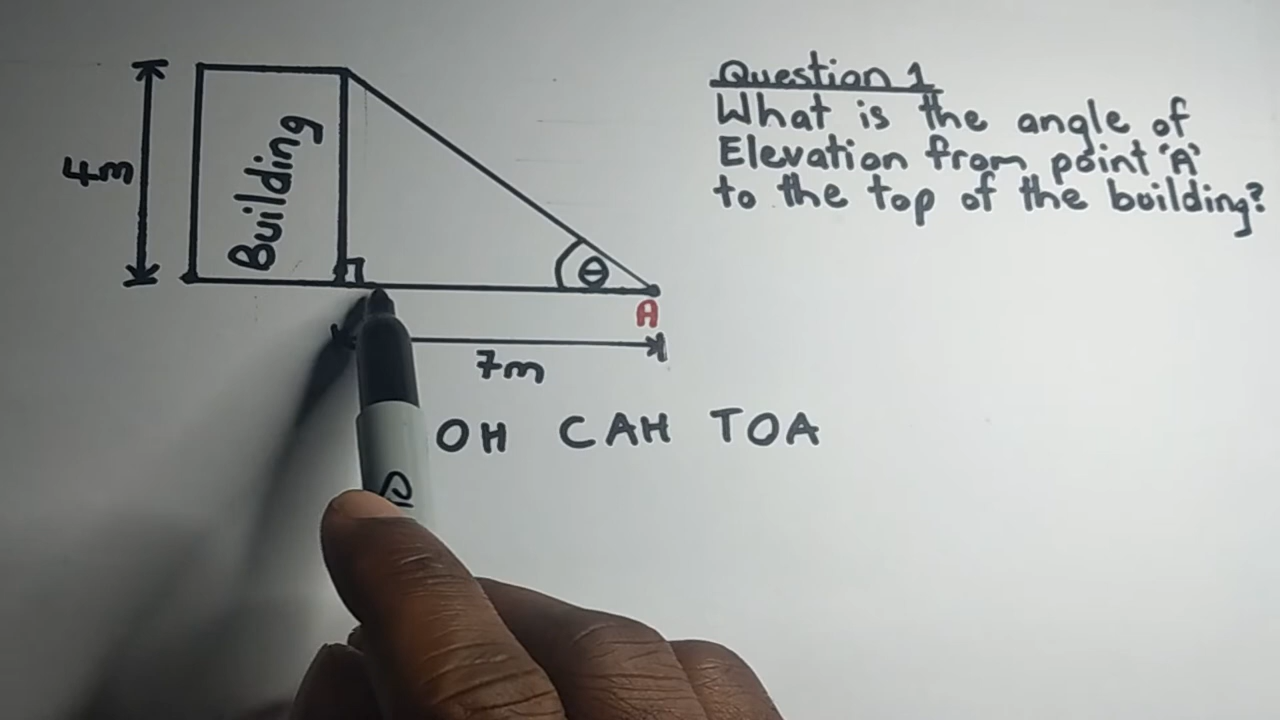 Question 1
What is the angle of
Elevation from point 'A'
to the top of the building?
4m
Building
θ
A
7m
OH CAH TOA